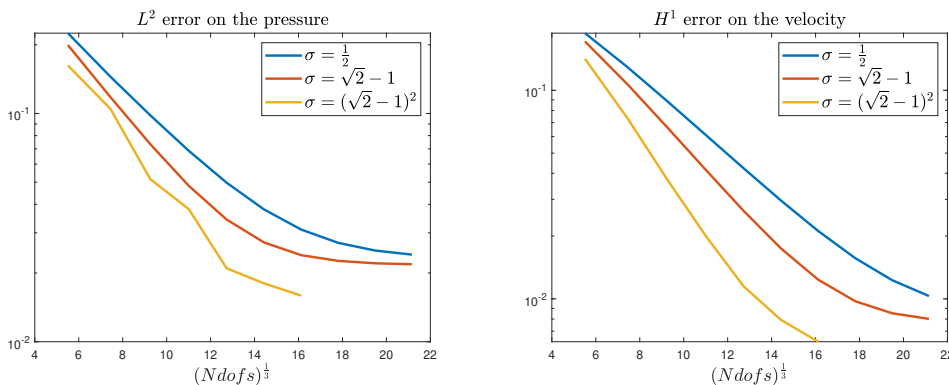 L² error on the pressure
σ = 1/2
σ = √2 − 1
σ = (√2 − 1)²
10⁻¹
10⁻²
4 6 8 10 12 14 16 18 20 22
(Ndofs)^{1/3}
H¹ error on the velocity
σ = 1/2
σ = √2 − 1
σ = (√2 − 1)²
10⁻¹
10⁻²
4 6 8 10 12 14 16 18 20 22
(Ndofs)^{1/3}